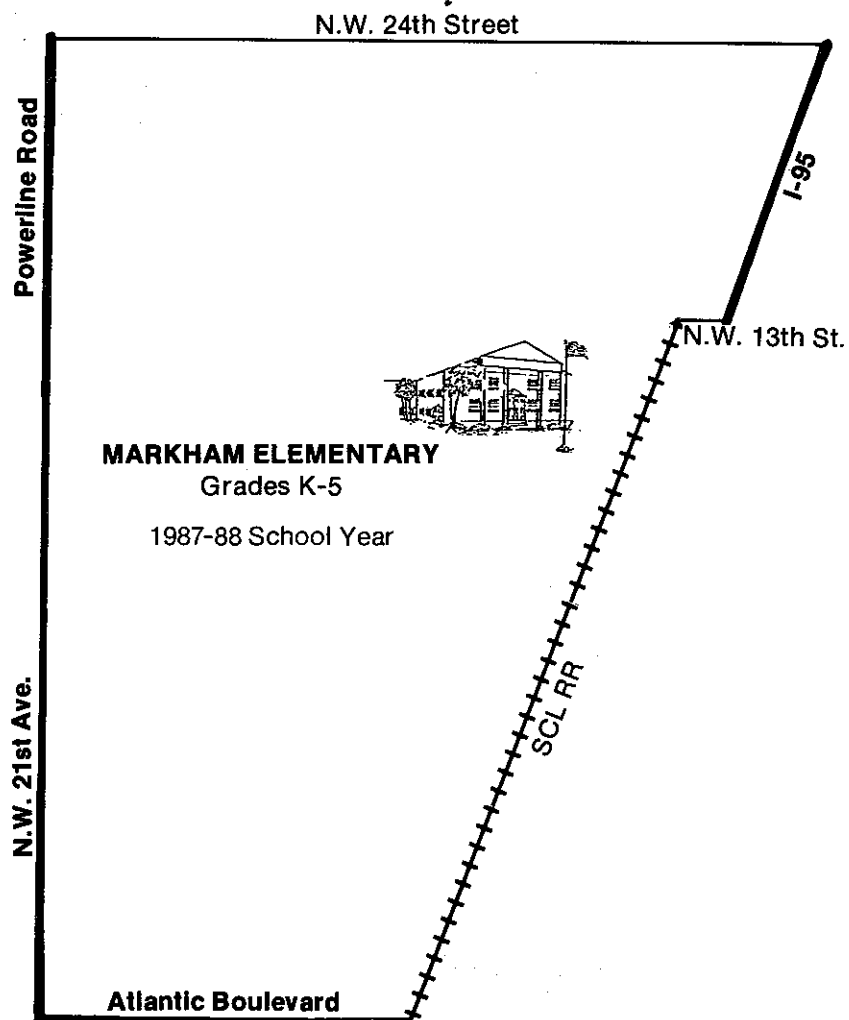 N.W. 24th Street
Powerline Road
I-95
N.W. 13th St.
MARKHAM ELEMENTARY
Grades K-5
1987-88 School Year
SCL RR
N.W. 21st Ave.
Atlantic Boulevard